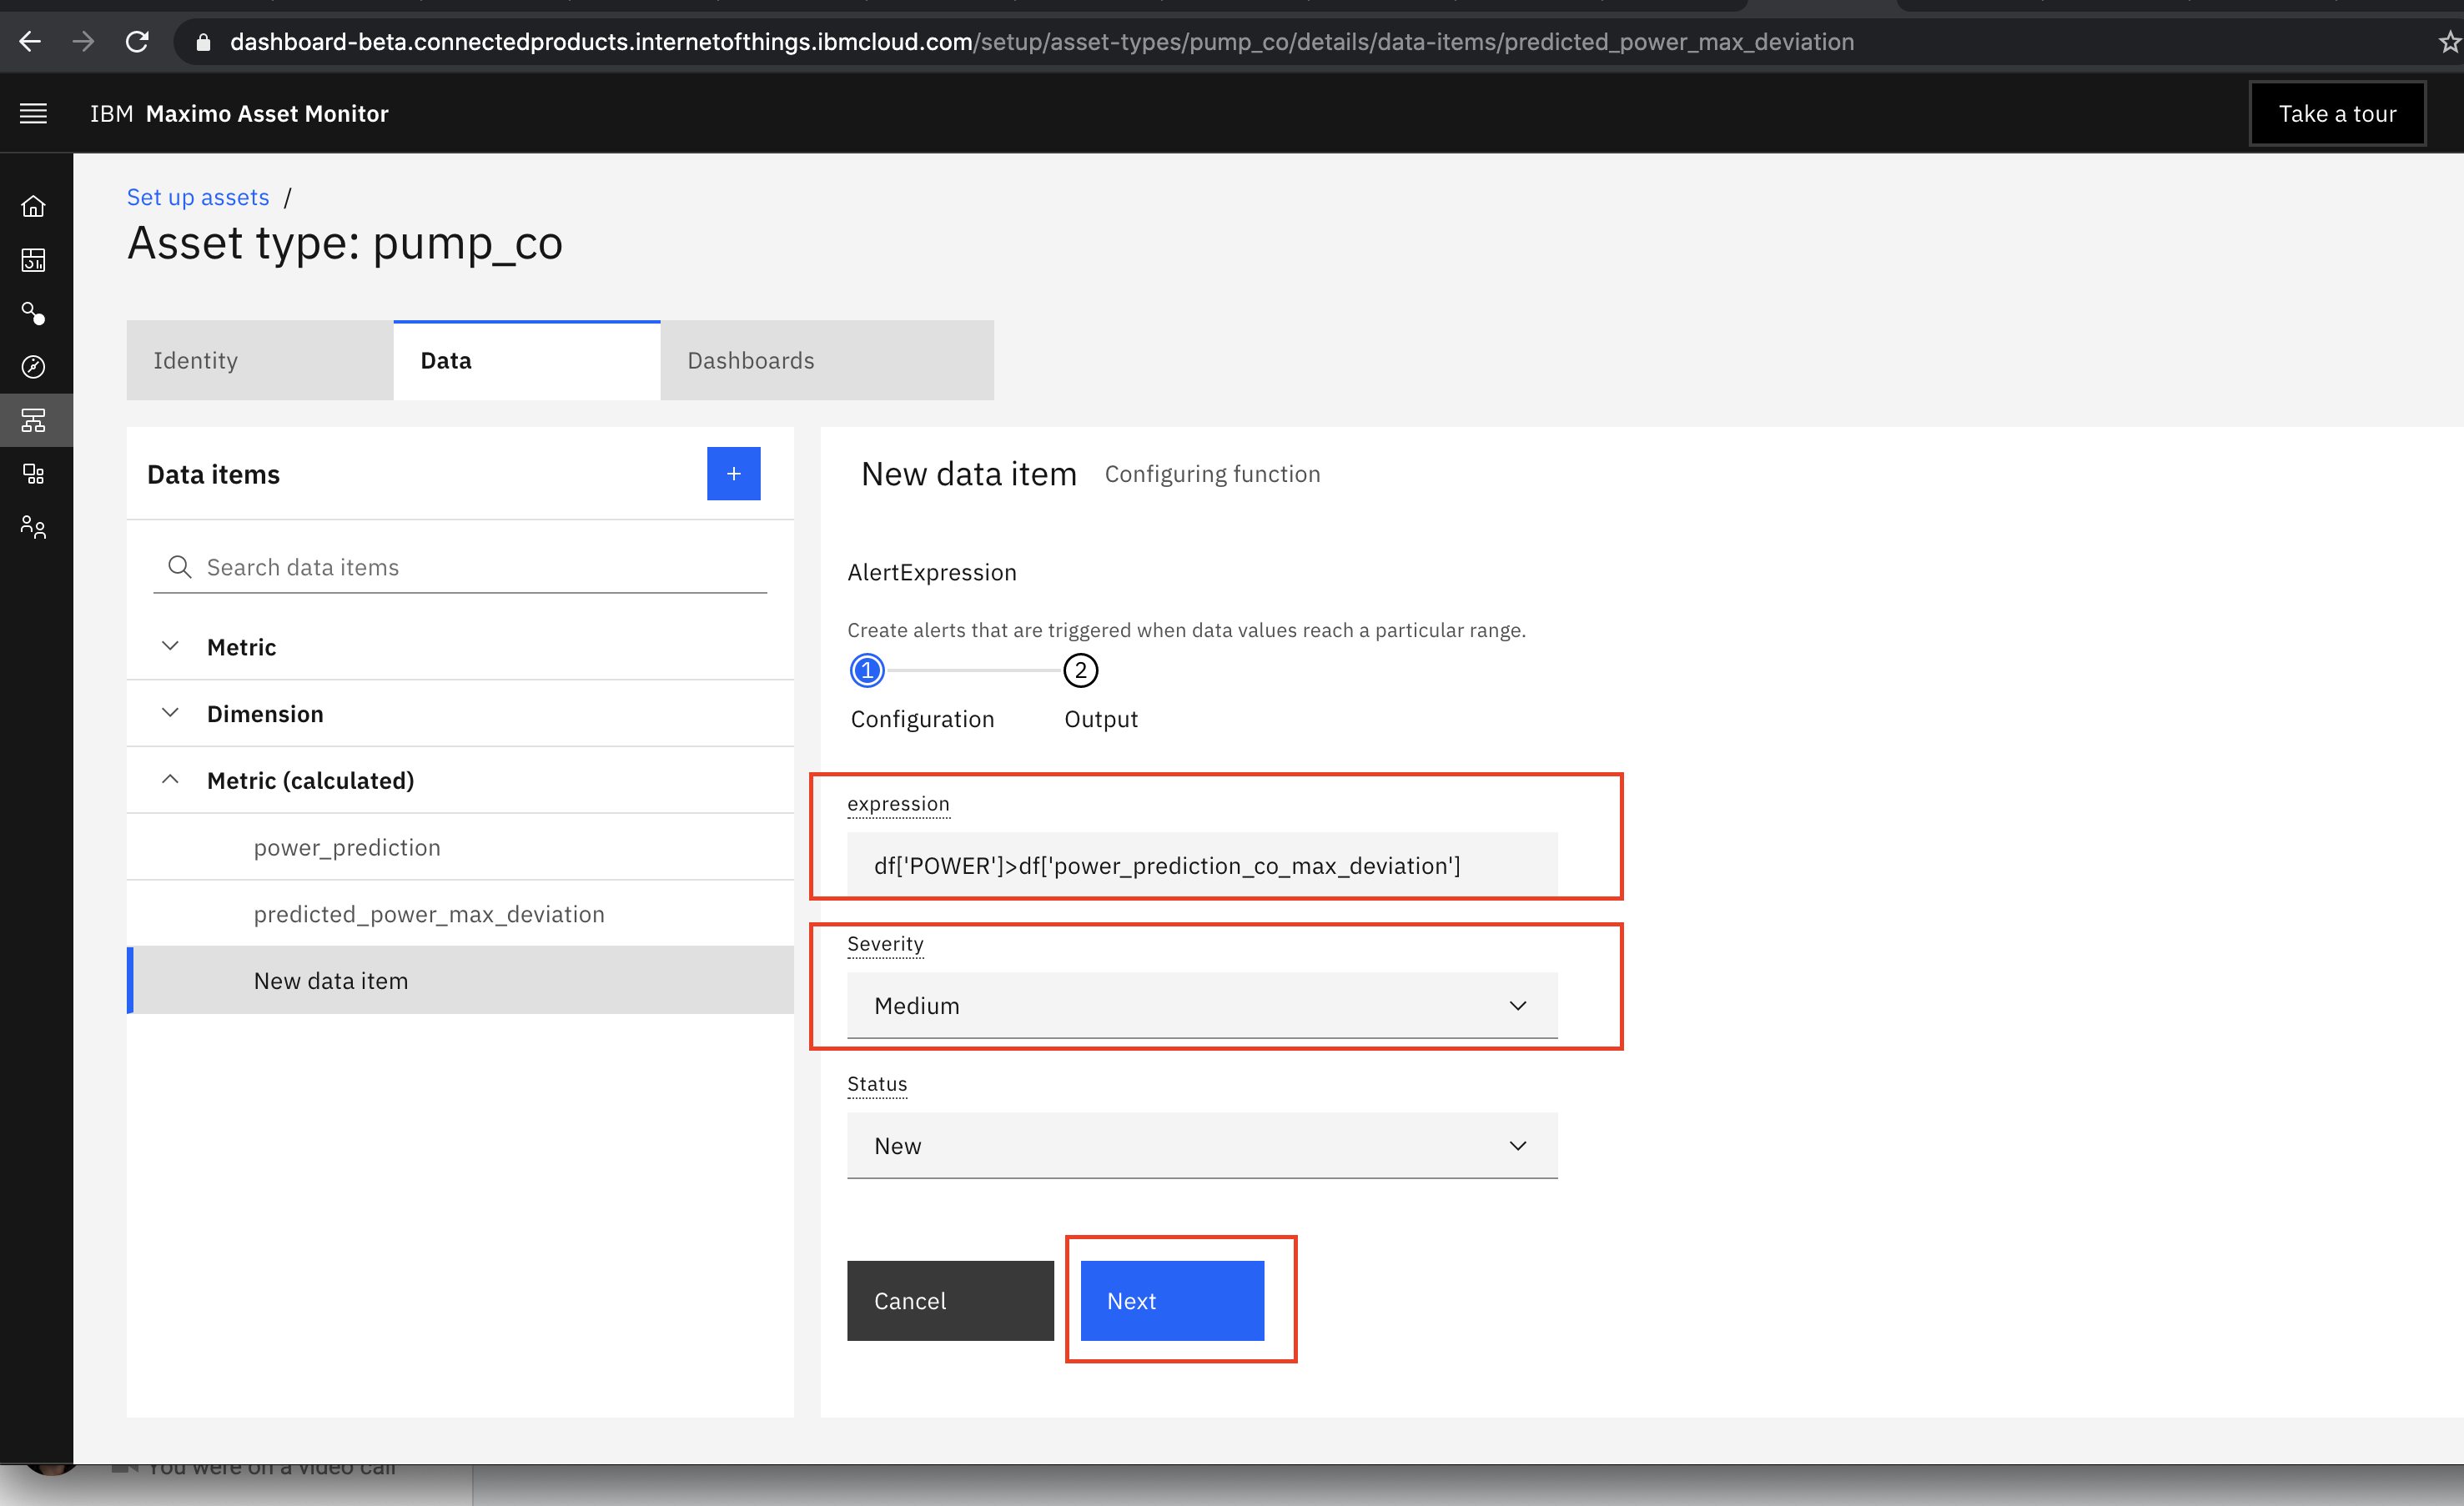 dashboard-beta.connectedproducts.internetofthings.ibmcloud.com/setup/asset-types/pump_co/details/data-items/predicted_power_max_deviation
IBM Maximo Asset Monitor
Take a tour
Set up assets /
Asset type: pump_co
Identity
Data
Dashboards
Data items
+
Search data items
Metric
Dimension
Metric (calculated)
power_prediction
predicted_power_max_deviation
New data item
New data item Configuring function
AlertExpression
Create alerts that are triggered when data values reach a particular range.
1 2
Configuration Output
expression
df['POWER']>df['power_prediction_co_max_deviation']
Severity
Medium
Status
New
Cancel
Next
You were on a video call